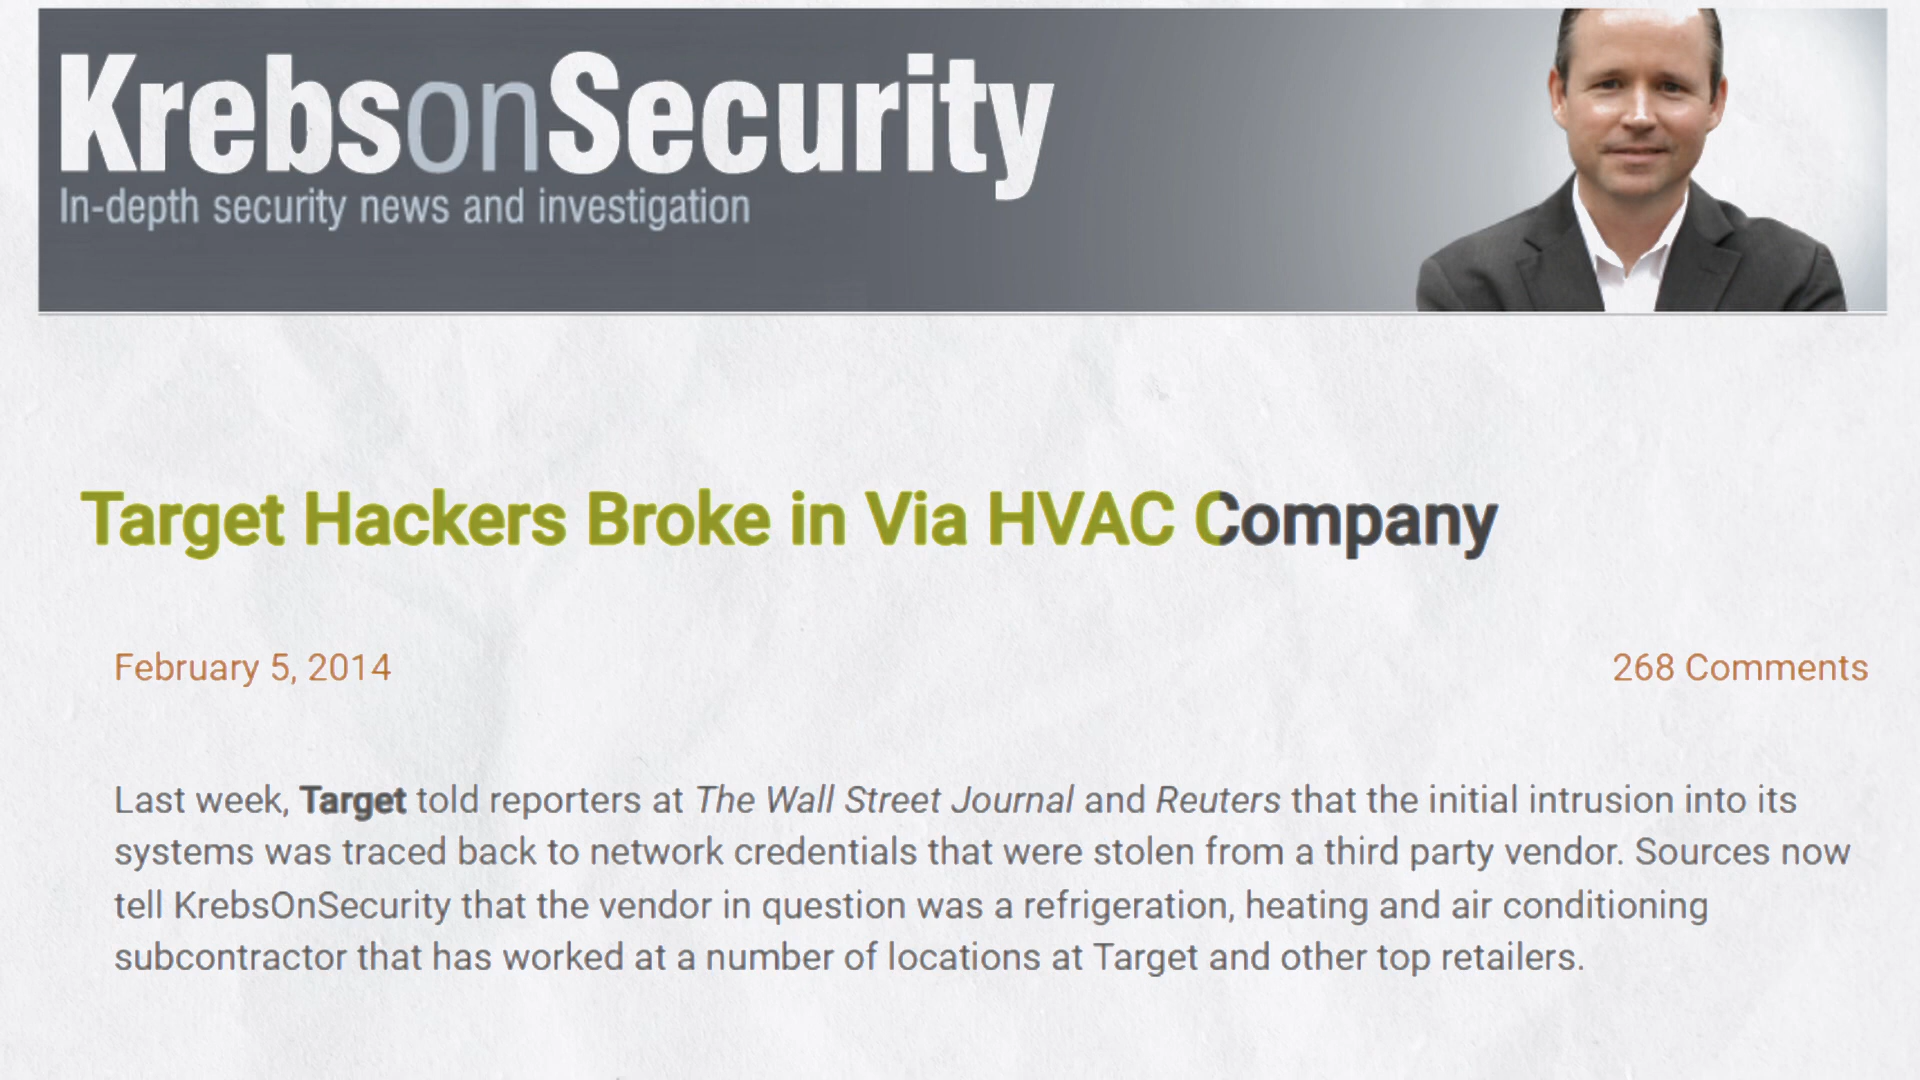 KrebsonSecurity
In-depth security news and investigation
Target Hackers Broke in Via HVAC Company
February 5, 2014
268 Comments
Last week, Target told reporters at The Wall Street Journal and Reuters that the initial intrusion into its
systems was traced back to network credentials that were stolen from a third party vendor. Sources now
tell KrebsOnSecurity that the vendor in question was a refrigeration, heating and air conditioning
subcontractor that has worked at a number of locations at Target and other top retailers.